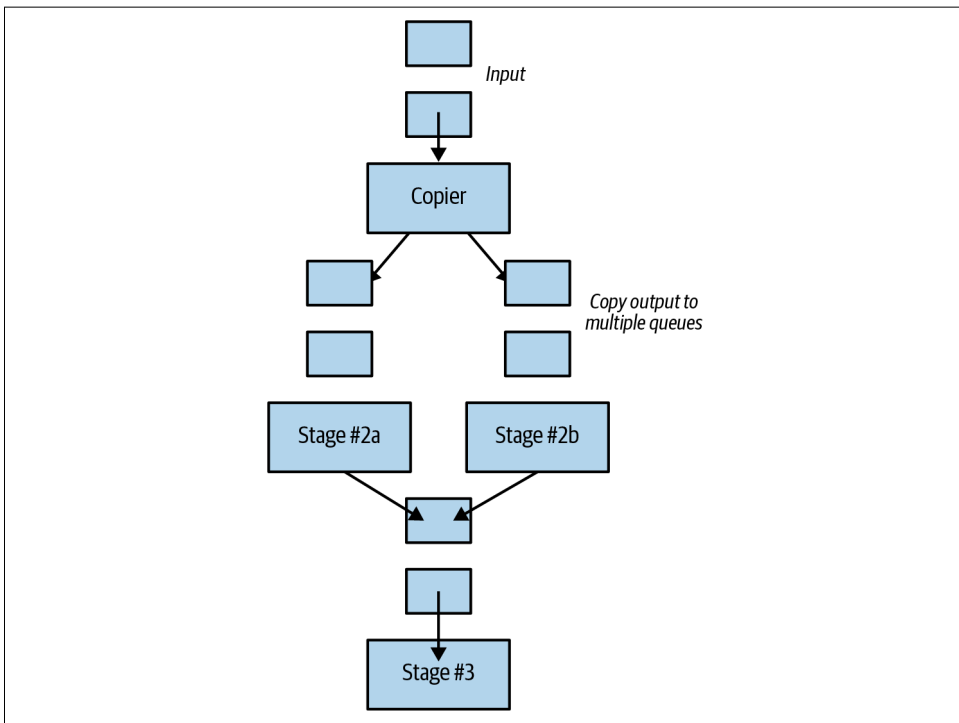 Input
Copier
Copy output to
multiple queues
Stage #2a
Stage #2b
Stage #3